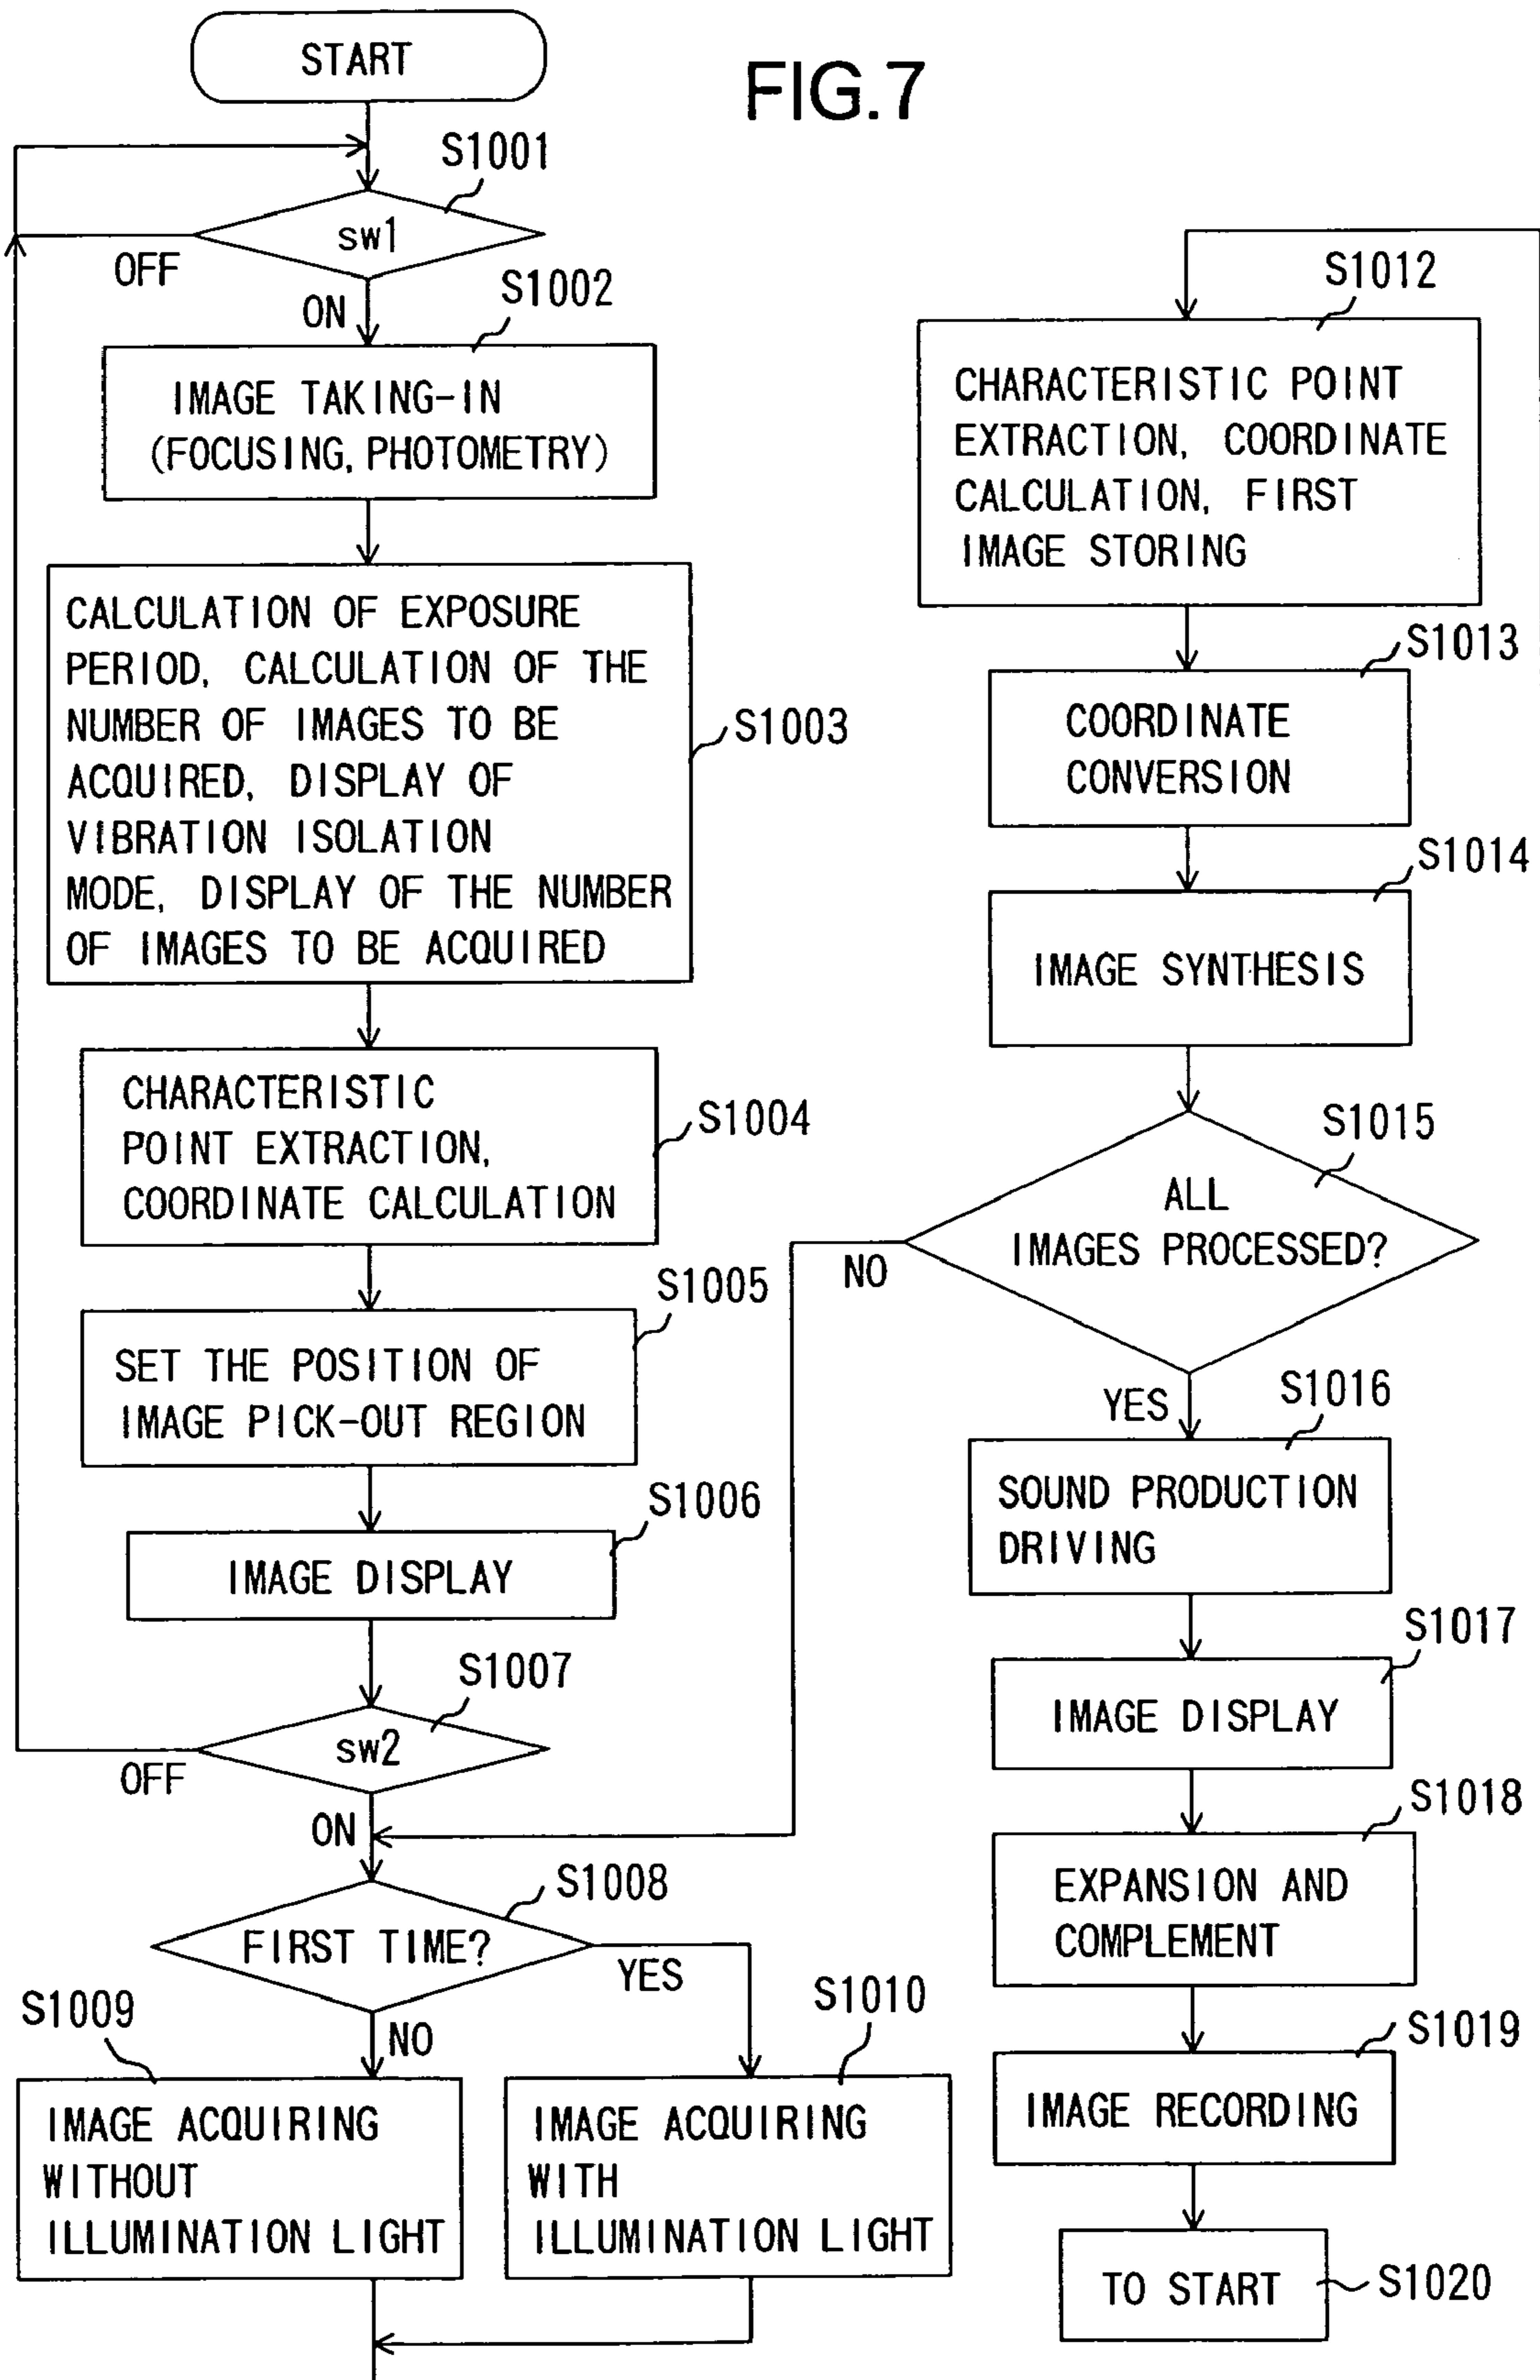 FIG.7
START
S1001
sw1
OFF
ON
S1002
IMAGE TAKING-IN
(FOCUSING, PHOTOMETRY)
CALCULATION OF EXPOSURE
PERIOD, CALCULATION OF THE
NUMBER OF IMAGES TO BE
ACQUIRED, DISPLAY OF
VIBRATION ISOLATION
MODE, DISPLAY OF THE NUMBER
OF IMAGES TO BE ACQUIRED
S1003
CHARACTERISTIC
POINT EXTRACTION,
COORDINATE CALCULATION
S1004
S1005
SET THE POSITION OF
IMAGE PICK-OUT REGION
S1006
IMAGE DISPLAY
S1007
sw2
OFF
ON
S1008
FIRST TIME?
YES
NO
S1009
IMAGE ACQUIRING
WITHOUT
ILLUMINATION LIGHT
S1010
IMAGE ACQUIRING
WITH
ILLUMINATION LIGHT
S1012
CHARACTERISTIC POINT
EXTRACTION, COORDINATE
CALCULATION, FIRST
IMAGE STORING
S1013
COORDINATE
CONVERSION
S1014
IMAGE SYNTHESIS
S1015
ALL
IMAGES PROCESSED?
NO
YES
S1016
SOUND PRODUCTION
DRIVING
S1017
IMAGE DISPLAY
S1018
EXPANSION AND
COMPLEMENT
S1019
IMAGE RECORDING
TO START
S1020